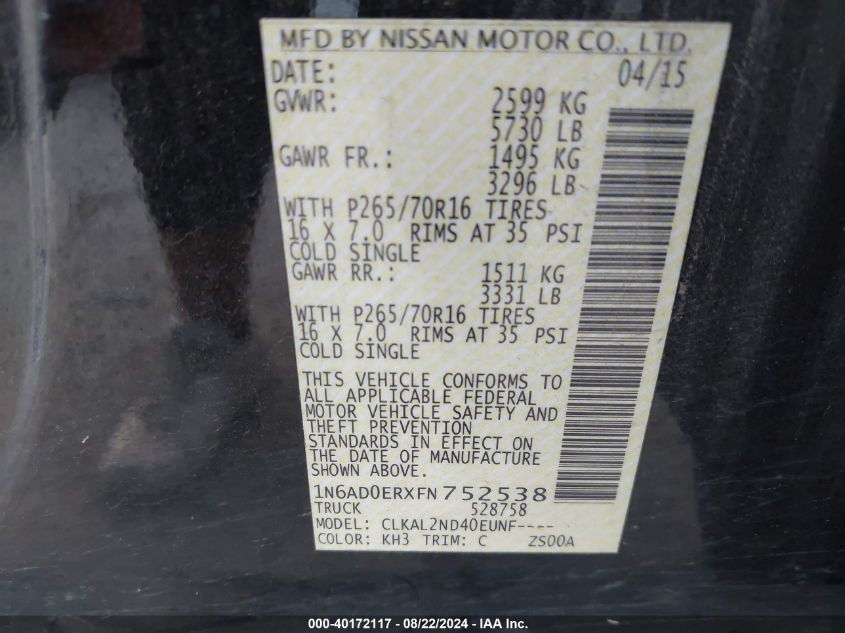 MFD BY NISSAN MOTOR CO., LTD.
DATE: 04/15
GVWR: 2599 KG
5730 LB
GAWR FR.: 1495 KG
3296 LB
WITH P265/70R16 TIRES
16 X 7.0 RIMS AT 35 PSI
COLD SINGLE
GAWR RR.: 1511 KG
3331 LB
WITH P265/70R16 TIRES
16 X 7.0 RIMS AT 35 PSI
COLD SINGLE
THIS VEHICLE CONFORMS TO
ALL APPLICABLE FEDERAL
MOTOR VEHICLE SAFETY AND
THEFT PREVENTION
STANDARDS IN EFFECT ON
THE DATE OF MANUFACTURE
SHOWN ABOVE.
1N6AD0ERXFN752538
TRUCK 528758
MODEL: CLKAL2ND40EUNF----
COLOR: KH3 TRIM: C ZS00A
000-40172117 - 08/22/2024 - IAA Inc.